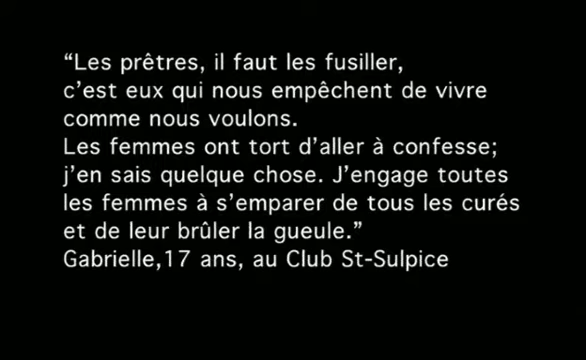 “Les prêtres, il faut les fusiller,
c’est eux qui nous empêchent de vivre
comme nous voulons.
Les femmes ont tort d’aller à confesse;
j’en sais quelque chose. J’engage toutes
les femmes à s’emparer de tous les curés
et de leur brûler la gueule.”
Gabrielle,17 ans, au Club St-Sulpice